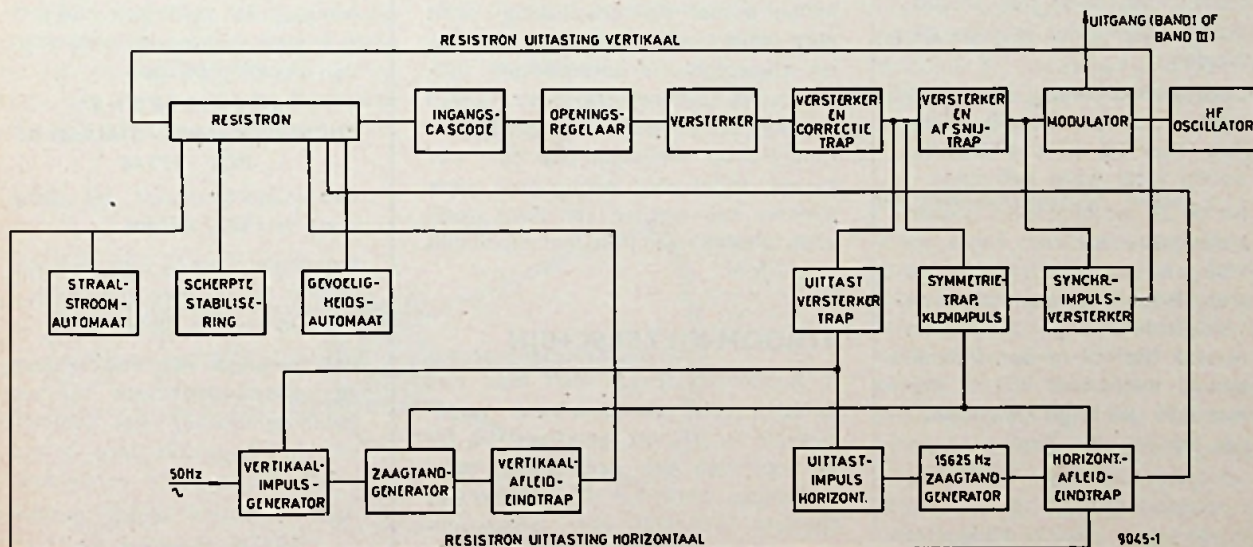 UITGANG (BAND I OF
BAND III)
RESISTRON UITTASTING VERTIKAAL
RESISTRON
INGANGS-
CASCODE
OPENINGS-
REGELAAR
VERSTERKER
VERSTERKER
EN
CORRECTIE
TRAP
VERSTERKER
EN
AFSNIJ-
TRAP
MODULATOR
HF
OSCILLATOR
STRAAL-
STROOM-
AUTOMAAT
SCHERPTE
STABILISE-
RING
GEVOELIG-
HEIDS-
AUTOMAAT
UITTAST
VERSTERKER
TRAP
SYMMETRIE-
TRAP.
KLEMIMPULS
SYNCHR.-
IMPULS-
VERSTERKER
50Hz
VERTIKAAL-
IMPULS-
GENERATOR
ZAAGTAND-
GENERATOR
VERTIKAAL-
AFLEID-
EINDTRAP
UITTAST-
IMPULS
HORIZONT.
15625 Hz
ZAAGTAND-
GENERATOR
HORIZONT.-
AFLEID-
EINDTRAP
RESISTRON UITTASTING HORIZONTAAL
9045-1